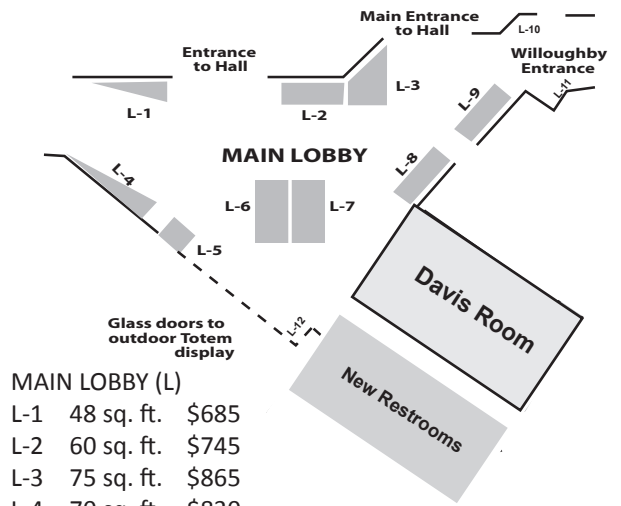 Main Entrance
to Hall
L-10
Entrance
to Hall
Willoughby
Entrance
L-11
L-3
L-9
L-1
L-2
MAIN LOBBY
L-8
L-4
L-6
L-7
L-5
Davis Room
L-12
Glass doors to
outdoor Totem
display
New Restrooms
MAIN LOBBY (L)
L-1 48 sq. ft. $685
L-2 60 sq. ft. $745
L-3 75 sq. ft. $865